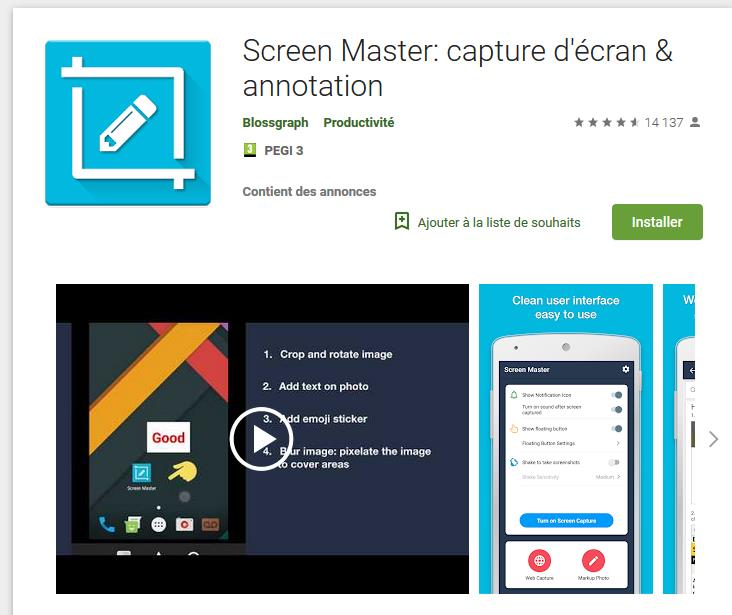 Screen Master: capture d'écran &
annotation
Blossgraph Productivité
14 137
3 PEGI 3
Contient des annonces
Ajouter à la liste de souhaits
Installer
1. Crop and rotate image
2. Add text on photo
3. Add emoji sticker
4. Blur image: pixelate the image
to cover areas
Good
Screen Master
Clean user interface
easy to use
Screen Master
Show Notification Icon
Turn on sound after screen
captured
Show floating button
Floating Button Settings
Shake to take screenshots
Shake Sensitivity Medium
Turn on Screen Capture
Web Capture Markup Photo